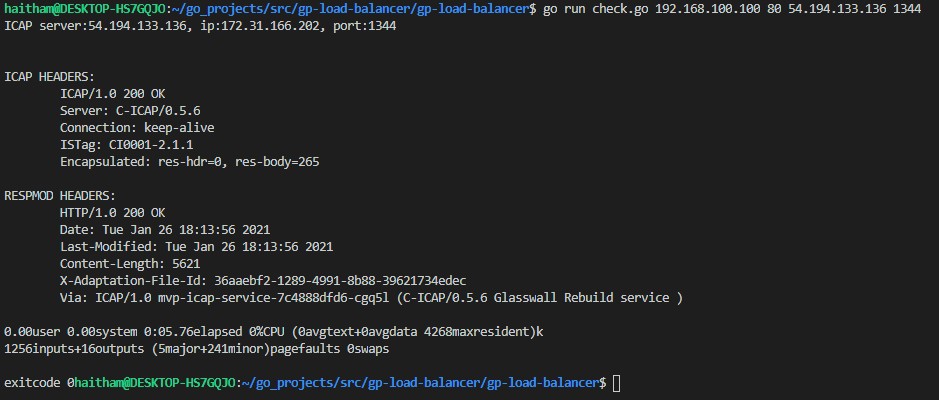 haitham@DESKTOP-HS7GQJO:~/go_projects/src/gp-load-balancer/gp-load-balancer$ go run check.go 192.168.100.100 80 54.194.133.136 1344
ICAP server:54.194.133.136, ip:172.31.166.202, port:1344
ICAP HEADERS:
ICAP/1.0 200 OK
Server: C-ICAP/0.5.6
Connection: keep-alive
ISTag: CI0001-2.1.1
Encapsulated: res-hdr=0, res-body=265
RESPMOD HEADERS:
HTTP/1.0 200 OK
Date: Tue Jan 26 18:13:56 2021
Last-Modified: Tue Jan 26 18:13:56 2021
Content-Length: 5621
X-Adaptation-File-Id: 36aaebf2-1289-4991-8b88-39621734edec
Via: ICAP/1.0 mvp-icap-service-7c4888dfd6-cgq5l (C-ICAP/0.5.6 Glasswall Rebuild service )
0.00user 0.00system 0:05.76elapsed 0%CPU (0avgtext+0avgdata 4268maxresident)k
1256inputs+16outputs (5major+241minor)pagefaults 0swaps
exitcode 0haitham@DESKTOP-HS7GQJO:~/go_projects/src/gp-load-balancer/gp-load-balancer$